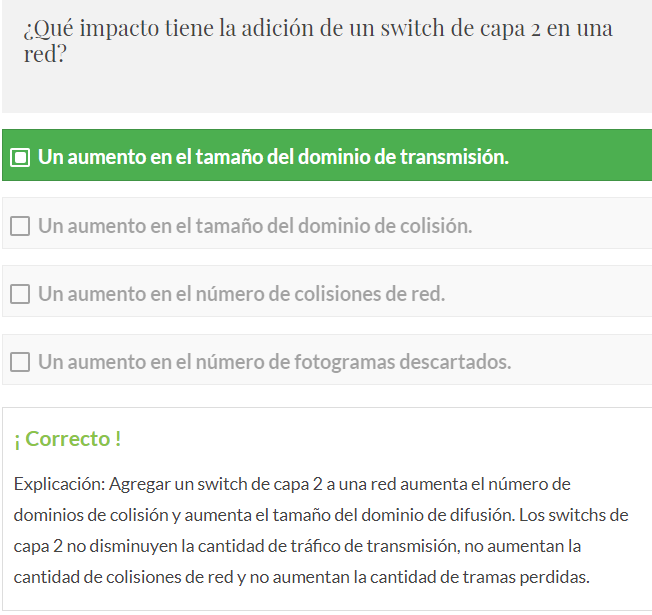 ¿Qué impacto tiene la adición de un switch de capa 2 en una
red?
Un aumento en el tamaño del dominio de transmisión.
Un aumento en el tamaño del dominio de colisión.
Un aumento en el número de colisiones de red.
Un aumento en el número de fotogramas descartados.
¡ Correcto !
Explicación: Agregar un switch de capa 2 a una red aumenta el número de
dominios de colisión y aumenta el tamaño del dominio de difusión. Los switchs de
capa 2 no disminuyen la cantidad de tráfico de transmisión, no aumentan la
cantidad de colisiones de red y no aumentan la cantidad de tramas perdidas.